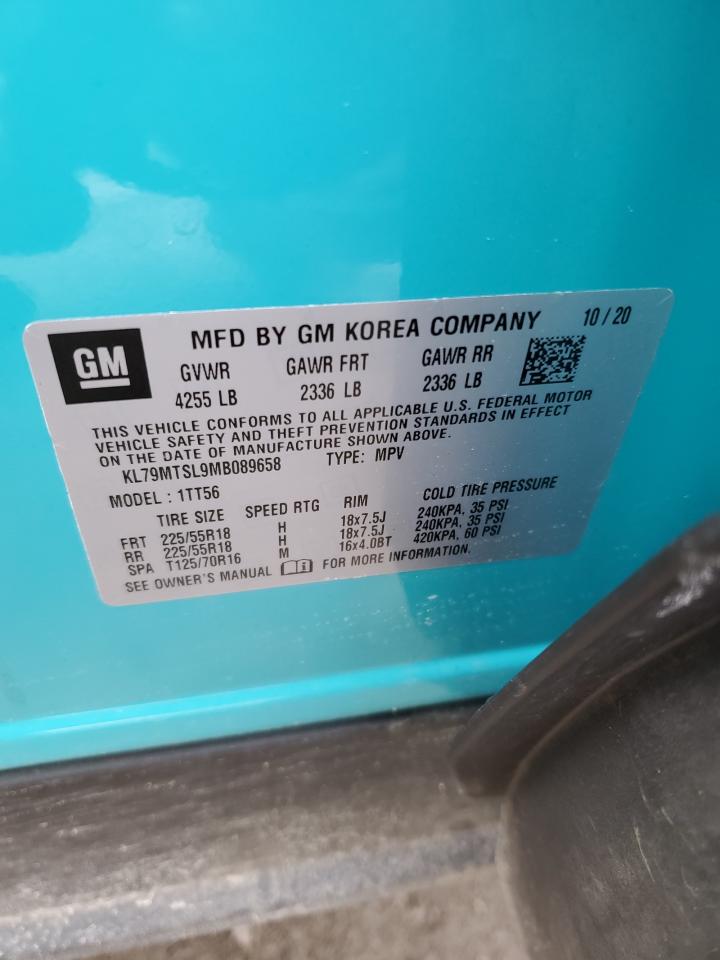 GM
MFD BY GM KOREA COMPANY 10/20
GVWR GAWR FRT GAWR RR
4255 LB 2336 LB 2336 LB
THIS VEHICLE CONFORMS TO ALL APPLICABLE U.S. FEDERAL MOTOR
VEHICLE SAFETY AND THEFT PREVENTION STANDARDS IN EFFECT
ON THE DATE OF MANUFACTURE SHOWN ABOVE.
KL79MTSL9MB089658 TYPE: MPV
MODEL: 1TT56
TIRE SIZE SPEED RTG RIM COLD TIRE PRESSURE
FRT 225/55R18 H 18x7.5J 240KPA, 35 PSI
RR 225/55R18 H 18x7.5J 240KPA, 35 PSI
SPA T125/70R16 M 16x4.0BT 420KPA, 60 PSI
SEE OWNER'S MANUAL FOR MORE INFORMATION.